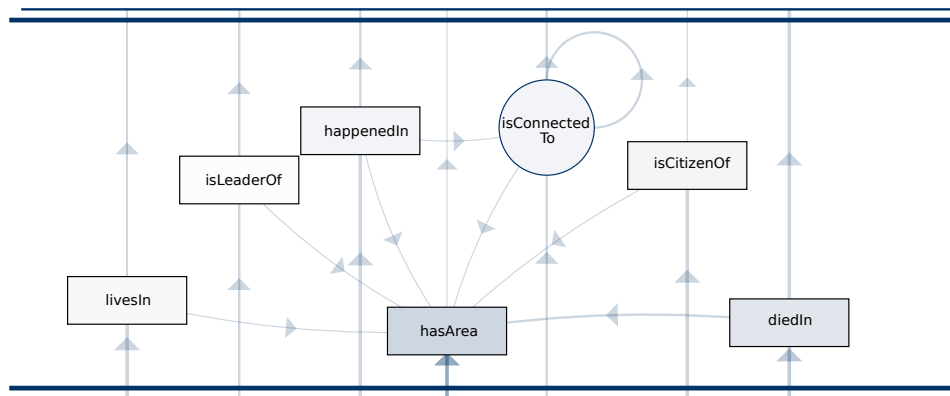 isConnected
To
happenedIn
isCitizenOf
isLeaderOf
livesIn
diedIn
hasArea